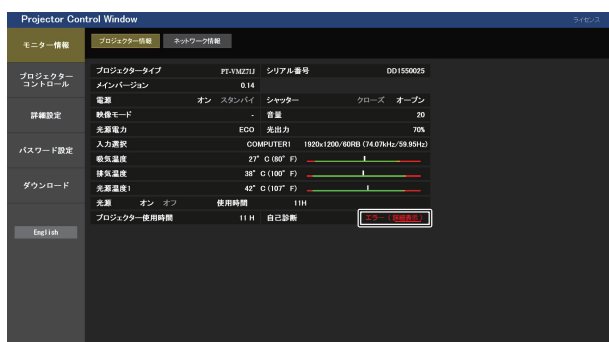 Projector Control Window ライセンス
モニター情報 プロジェクター情報 ネットワーク情報
プロジェクター
コントロール
詳細設定
パスワード設定
ダウンロード
English
プロジェクタータイプ PT-VMZ71J シリアル番号 DD1550025
メインバージョン 0.14
電源 オン スタンバイ シャッター クローズ オープン
映像モード - 音量 20
光源電力 ECO 光出力 70%
入力選択 COMPUTER1 1920x1200/60RB (74.07kHz/59.95Hz)
吸気温度 27° C (80° F)
排気温度 38° C (100° F)
光源温度1 42° C (107° F)
光源 オン オフ 使用時間 11H
プロジェクター使用時間 11 H 自己診断 エラー (詳細表示)